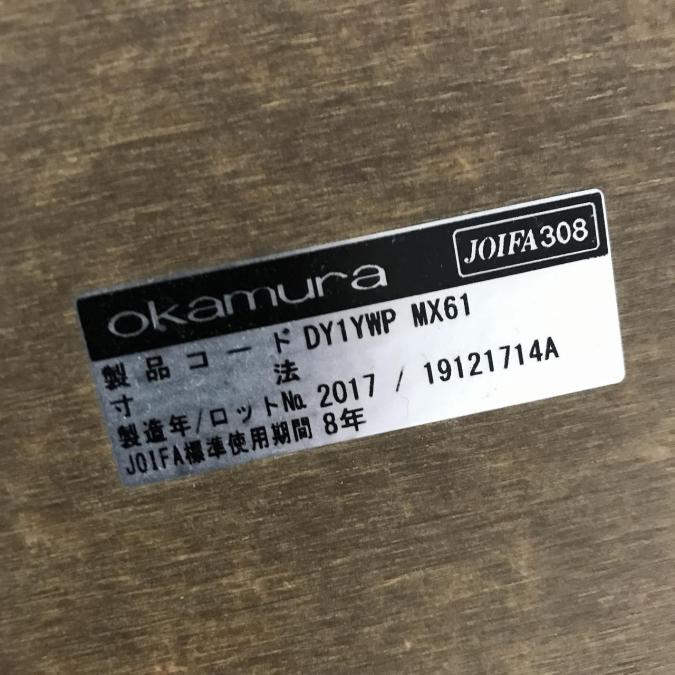 okamura JOIFA308
製品コード DY1YWP MX61
寸法
製造年/ロット№ 2017 / 19121714A
JOIFA標準使用期間 8年